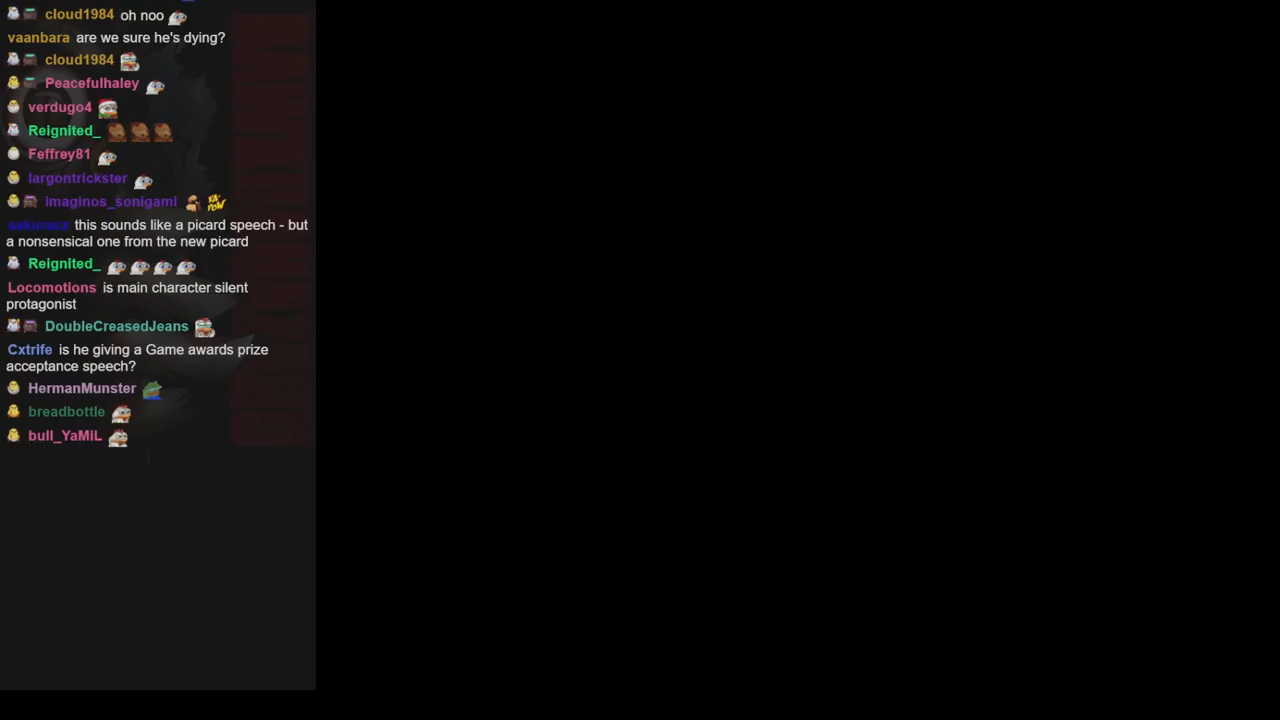 cloud1984 oh noo
vaanbara are we sure he's dying?
cloud1984
Peacefulhaley
verdugo4
Reignited_
Feffrey81
largontrickster
imaginos_sonigami KA-POW
this sounds like a picard speech - but
a nonsensical one from the new picard
Reignited_
Locomotions is main character silent
protagonist
DoubleCreasedJeans
Cxtrife is he giving a Game awards prize
acceptance speech?
HermanMunster
breadbottle
bull_YaMiL